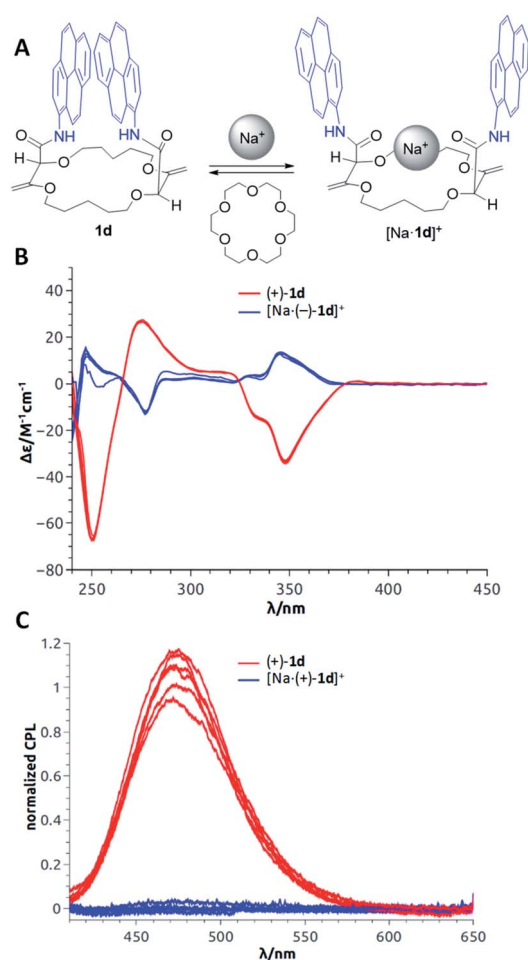 A
NH
HN
O
O
H
O
O
O
O
H
1d
Na⁺
O
O
O
O
O
O
NH
HN
O
O
H
O
Na⁺
O
O
O
H
[Na·1d]⁺
B
(+)-1d
[Na·(−)-1d]⁺
Δε/M⁻¹cm⁻¹
40
20
0
−20
−40
−60
−80
250
300
350
400
450
λ/nm
C
(+)-1d
[Na·(+)-1d]⁺
normalized CPL
1.2
1
0.8
0.6
0.4
0.2
0
450
500
550
600
650
λ/nm